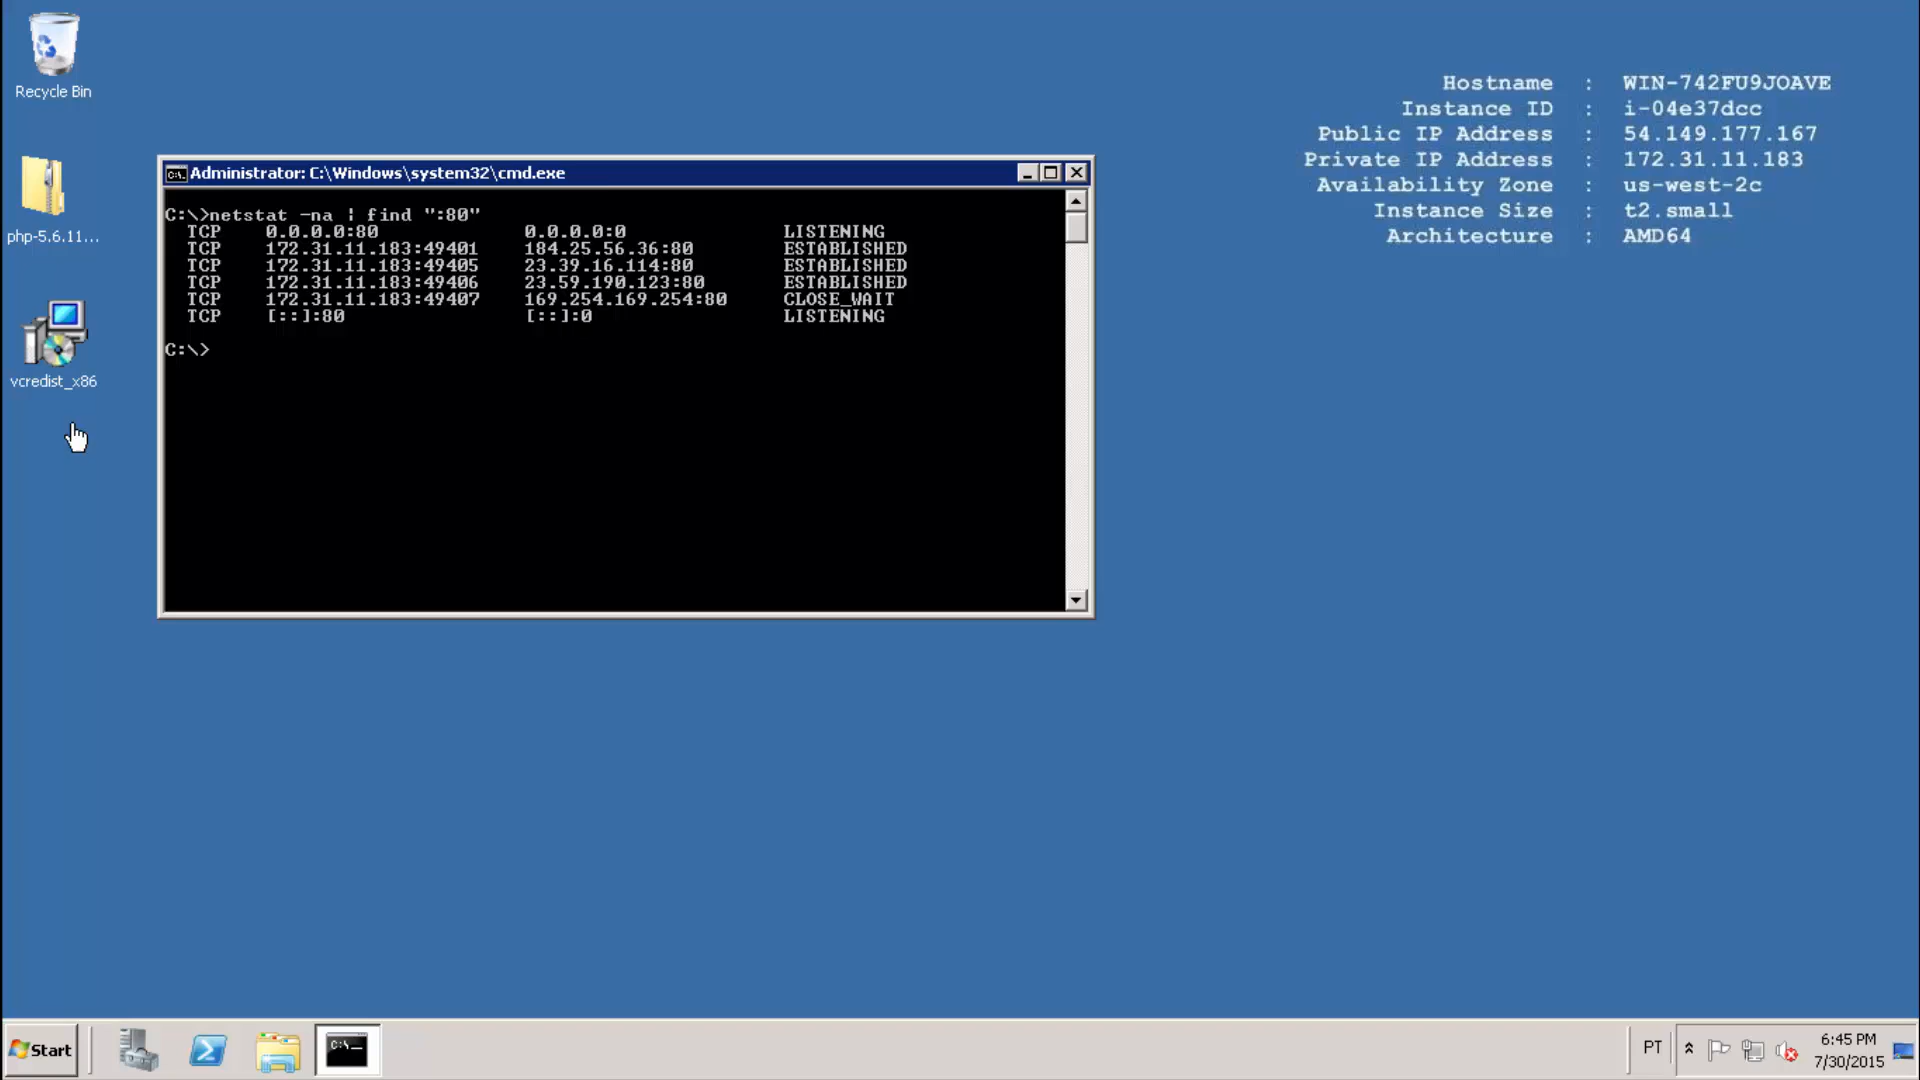 Recycle Bin
php-5.6.11...
vcredist_x86
Hostname : WIN-742FU9JOAVE
Instance ID : i-04e37dcc
Public IP Address : 54.149.177.167
Private IP Address : 172.31.11.183
Availability Zone : us-west-2c
Instance Size : t2.small
Architecture : AMD64
Administrator: C:\Windows\system32\cmd.exe
C:\>netstat -na | find ":80"
TCP 0.0.0.0:80 0.0.0.0:0 LISTENING
TCP 172.31.11.183:49401 184.25.56.36:80 ESTABLISHED
TCP 172.31.11.183:49405 23.39.16.114:80 ESTABLISHED
TCP 172.31.11.183:49406 23.59.190.123:80 ESTABLISHED
TCP 172.31.11.183:49407 169.254.169.254:80 CLOSE_WAIT
TCP [::]:80 [::]:0 LISTENING
C:\>
Start
PT
6:45 PM
7/30/2015